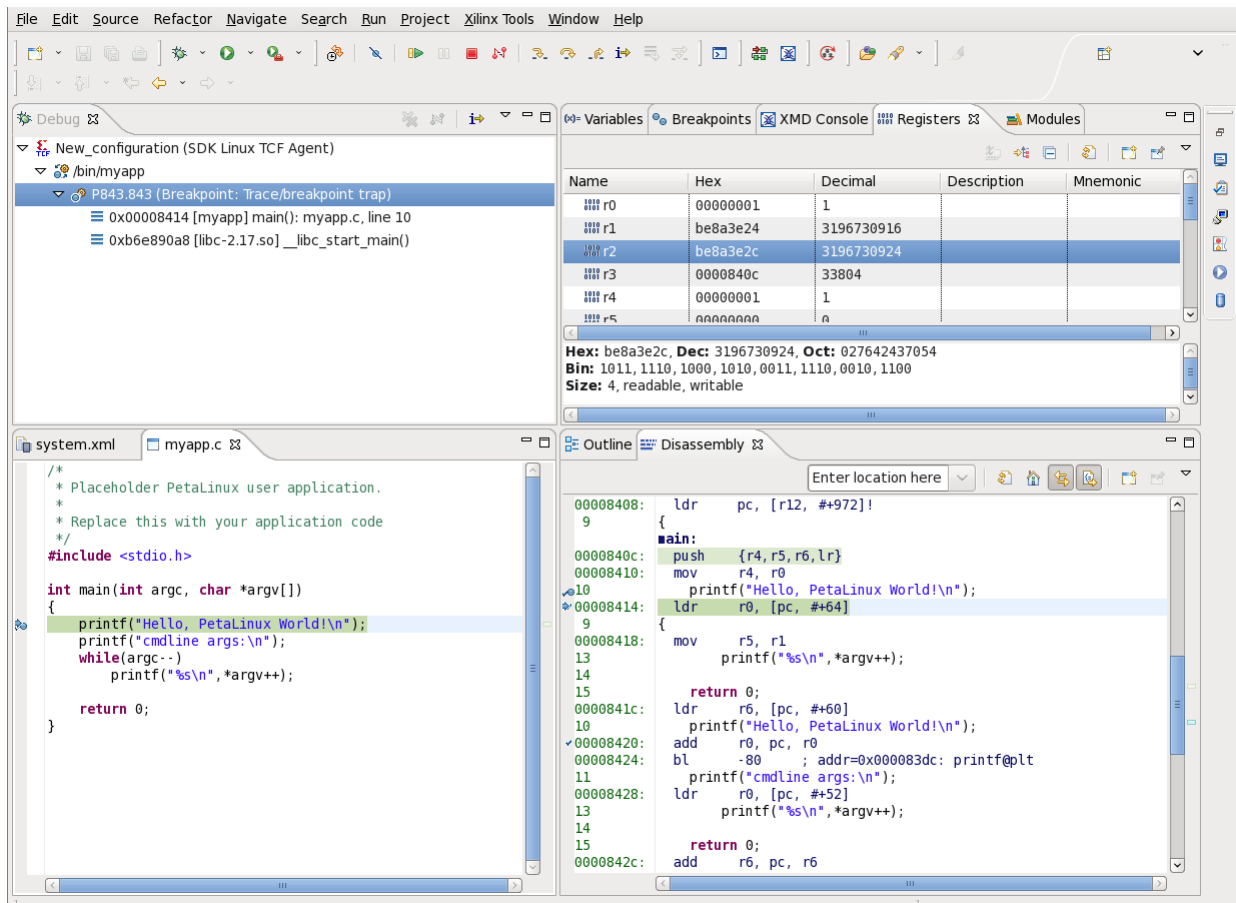 File Edit Source Refactor Navigate Search Run Project Xilinx Tools Window Help
Debug
New_configuration (SDK Linux TCF Agent)
/bin/myapp
P843.843 (Breakpoint: Trace/breakpoint trap)
0x00008414 [myapp] main(): myapp.c, line 10
0xb6e890a8 [libc-2.17.so] __libc_start_main()
Variables Breakpoints XMD Console Registers Modules
Name Hex Decimal Description Mnemonic
r0 00000001 1
r1 be8a3e24 3196730916
r2 be8a3e2c 3196730924
r3 0000840c 33804
r4 00000001 1
r5 00000000 0
Hex: be8a3e2c, Dec: 3196730924, Oct: 027642437054
Bin: 1011,1110,1000,1010,0011,1110,0010,1100
Size: 4, readable, writable
system.xml myapp.c
/*
* Placeholder PetaLinux user application.
*
* Replace this with your application code
*/
#include <stdio.h>
int main(int argc, char *argv[])
{
printf("Hello, PetaLinux World!\n");
printf("cmdline args:\n");
while(argc--)
printf("%s\n",*argv++);
return 0;
}
Outline Disassembly
Enter location here
00008408: ldr pc, [r12, #+972]!
9 {
main:
0000840c: push {r4,r5,r6,lr}
00008410: mov r4, r0
10 printf("Hello, PetaLinux World!\n");
00008414: ldr r0, [pc, #+64]
9 {
00008418: mov r5, r1
13 printf("%s\n",*argv++);
14
15 return 0;
0000841c: ldr r6, [pc, #+60]
10 printf("Hello, PetaLinux World!\n");
00008420: add r0, pc, r0
00008424: bl -80 ; addr=0x000083dc: printf@plt
11 printf("cmdline args:\n");
00008428: ldr r0, [pc, #+52]
13 printf("%s\n",*argv++);
14
15 return 0;
0000842c: add r6, pc, r6